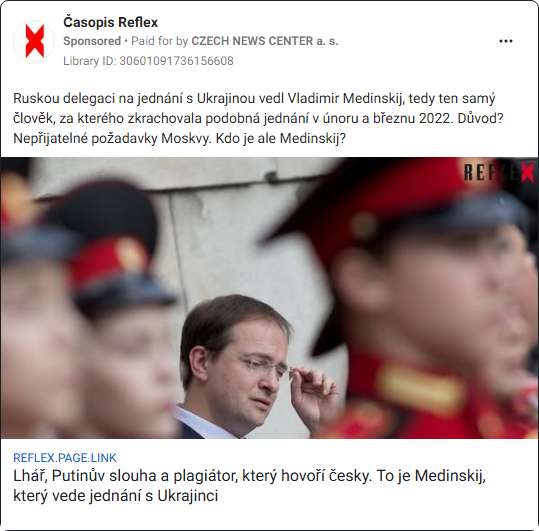 Časopis Reflex
Sponsored • Paid for by CZECH NEWS CENTER a. s.
Library ID: 30601091736156608
Ruskou delegaci na jednání s Ukrajinou vedl Vladimir Medinskij, tedy ten samý
člověk, za kterého zkrachovala podobná jednání v únoru a březnu 2022. Důvod?
Nepřijatelné požadavky Moskvy. Kdo je ale Medinskij?
REFLEX
REFLEX.PAGE.LINK
Lhář, Putinův slouha a plagiátor, který hovoří česky. To je Medinskij,
který vede jednání s Ukrajinci